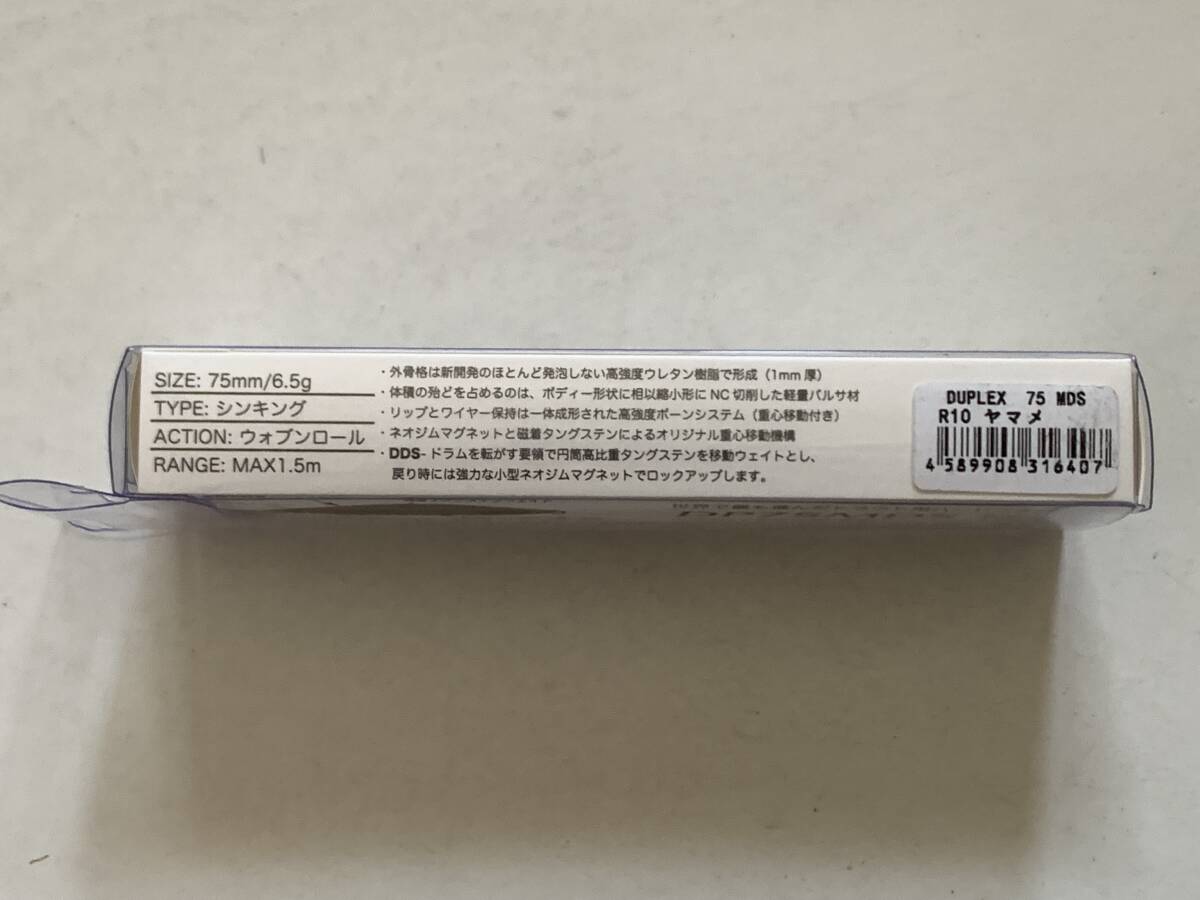 SIZE: 75mm/6.5g
TYPE: シンキング
ACTION: ウォブンロール
RANGE: MAX1.5m
・外骨格は新開発のほとんど発泡しない高強度ウレタン樹脂で形成（1mm 厚）
・体積の殆どを占めるのは、ボディー形状に相以縮小形に NC 切削した軽量バルサ材
・リップとワイヤー保持は一体成形された高強度ボーンシステム（重心移動付き）
・ネオジムマグネットと磁着タングステンによるオリジナル重心移動機構
・DDS- ドラムを転がす要領で円筒高比重タングステンを移動ウェイトとし、
戻り時には強力な小型ネオジムマグネットでロックアップします。
DUPLEX 75 MDS
R10 ヤマメ
4 589908 316407